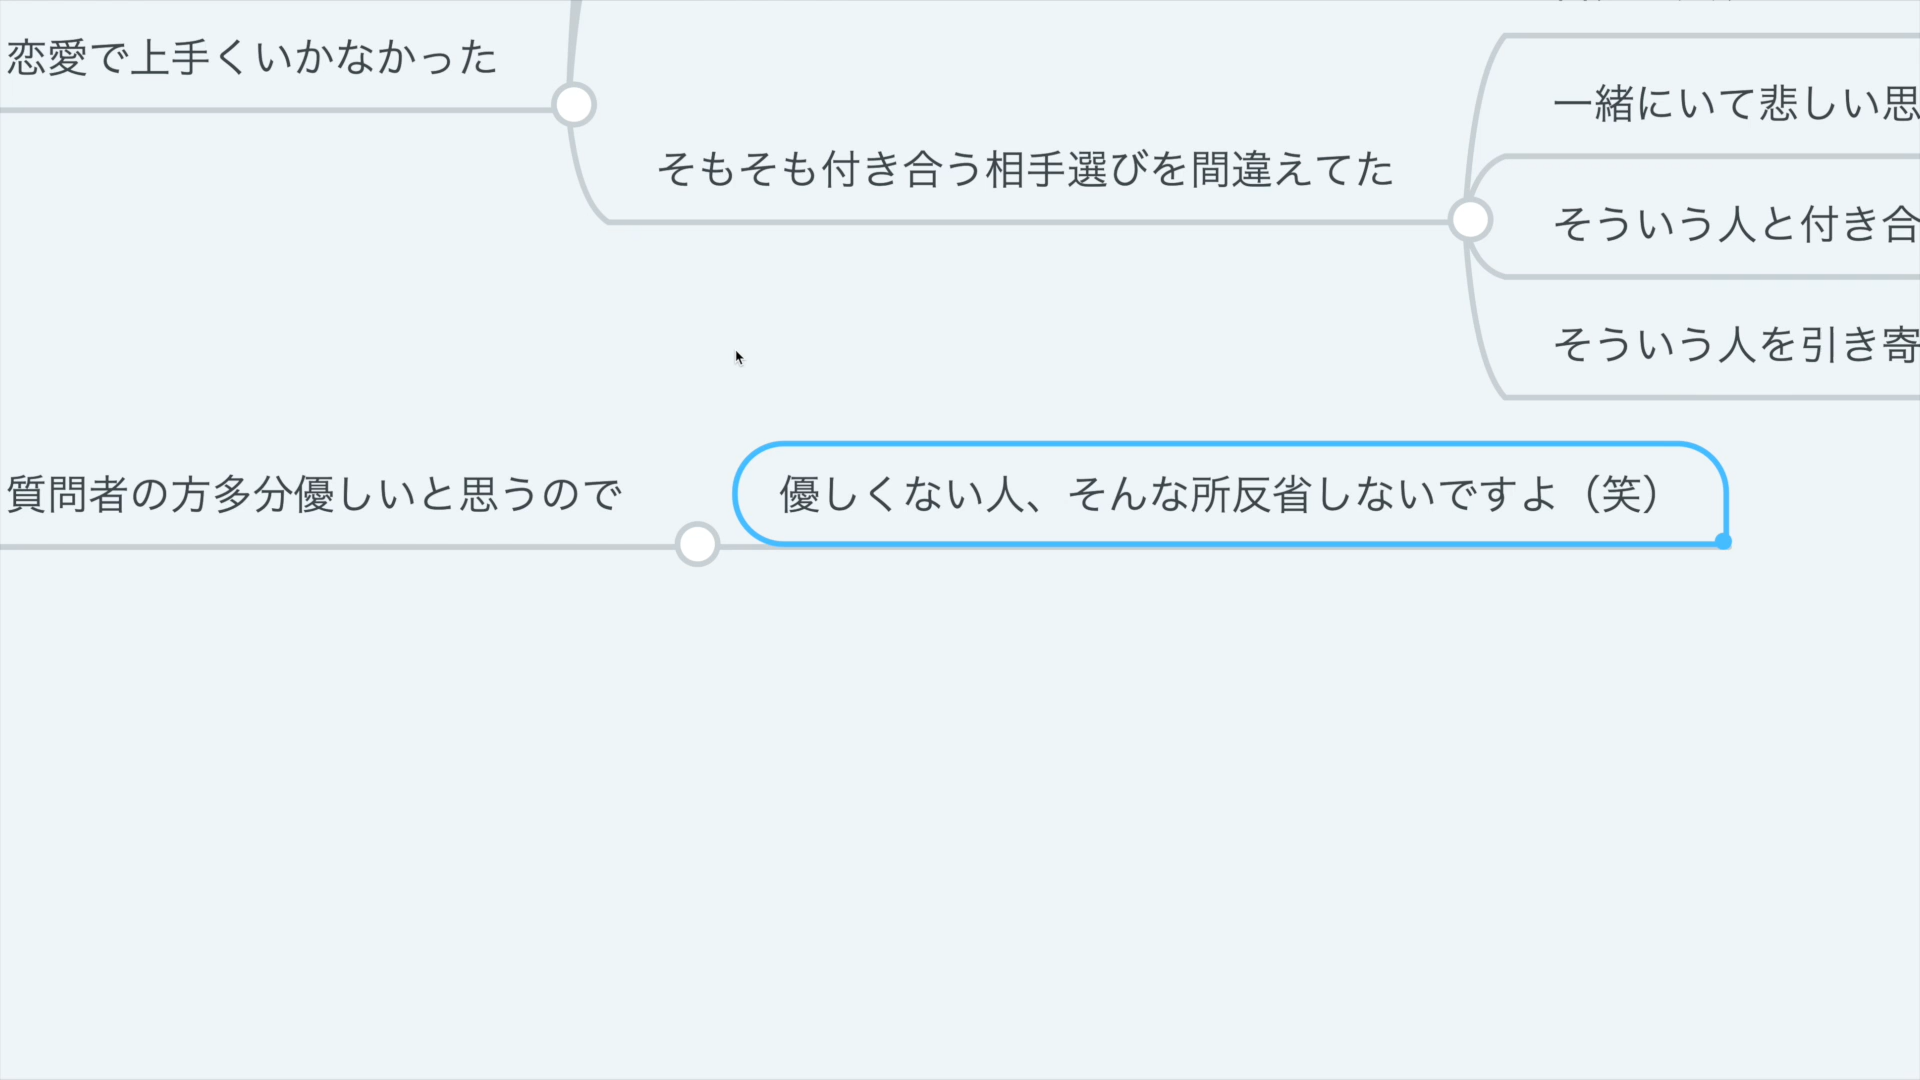 恋愛で上手くいかなかった
そもそも付き合う相手選びを間違えてた
一緒にいて悲しい思
そういう人と付き合
そういう人を引き寄
質問者の方多分優しいと思うので
優しくない人、そんな所反省しないですよ（笑）